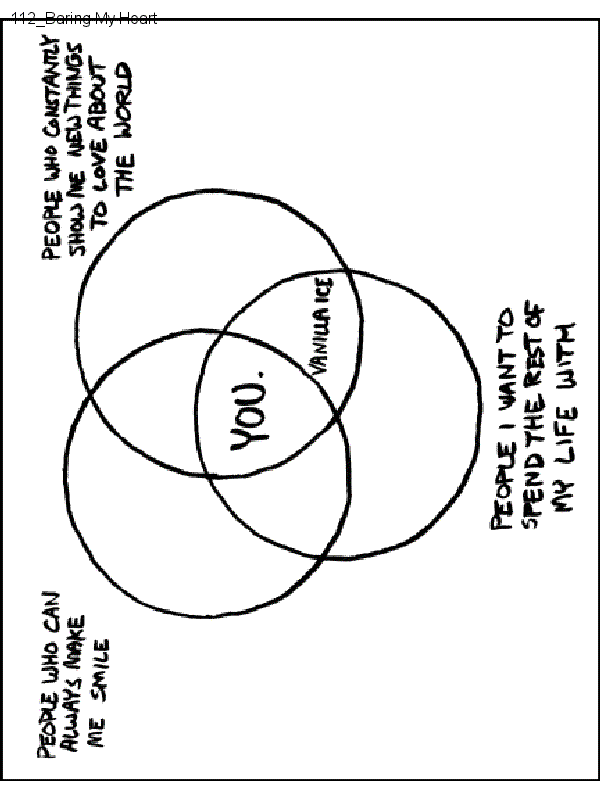 112_Baring My Heart
PEOPLE WHO CAN
ALWAYS MAKE
ME SMILE
PEOPLE WHO CONSTANTLY
SHOW ME NEW THINGS
TO LOVE ABOUT
THE WORLD
YOU.
VANILLA ICE
PEOPLE I WANT TO
SPEND THE REST OF
MY LIFE WITH